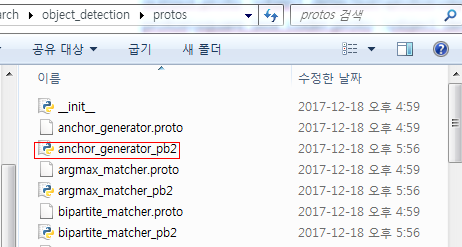 arch ▸ object_detection ▸ protos
protos 검색
공유 대상 ▾ 굽기 새 폴더
이름 수정한 날짜
__init__ 2017-12-18 오후 4:59
anchor_generator.proto 2017-12-18 오후 4:59
anchor_generator_pb2 2017-12-18 오후 5:56
argmax_matcher.proto 2017-12-18 오후 4:59
argmax_matcher_pb2 2017-12-18 오후 5:56
bipartite_matcher.proto 2017-12-18 오후 4:59
bipartite_matcher_pb2 2017-12-18 오후 5:56